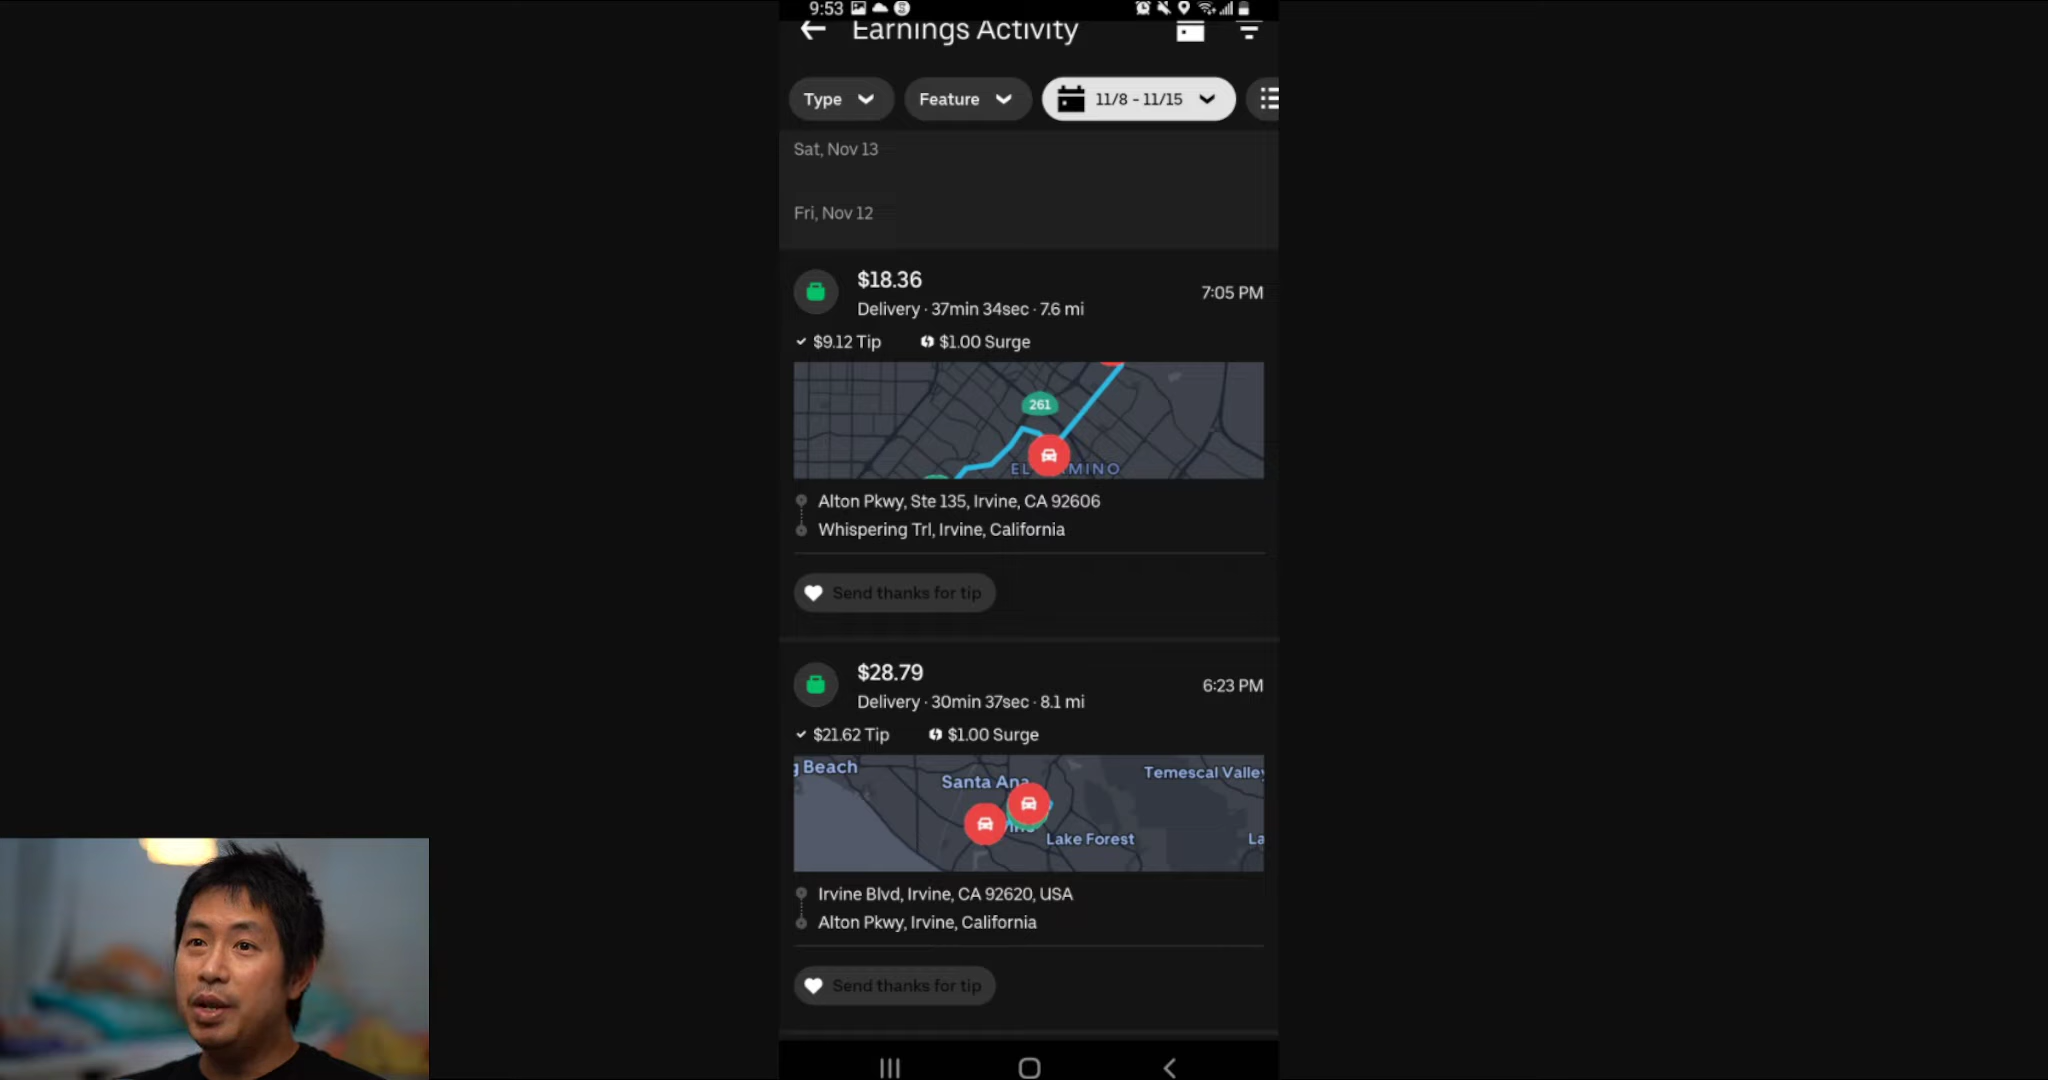 9:53
Earnings Activity
Type
Feature
11/8 - 11/15
Sat, Nov 13
Fri, Nov 12
$18.36
7:05 PM
Delivery · 37min 34sec · 7.6 mi
$9.12 Tip
$1.00 Surge
261
Alton Pkwy, Ste 135, Irvine, CA 92606
Whispering Trl, Irvine, California
Send thanks for tip
$28.79
6:23 PM
Delivery · 30min 37sec · 8.1 mi
$21.62 Tip
$1.00 Surge
Beach
Santa Ana
Temescal Valley
Lake Forest
Irvine Blvd, Irvine, CA 92620, USA
Alton Pkwy, Irvine, California
Send thanks for tip